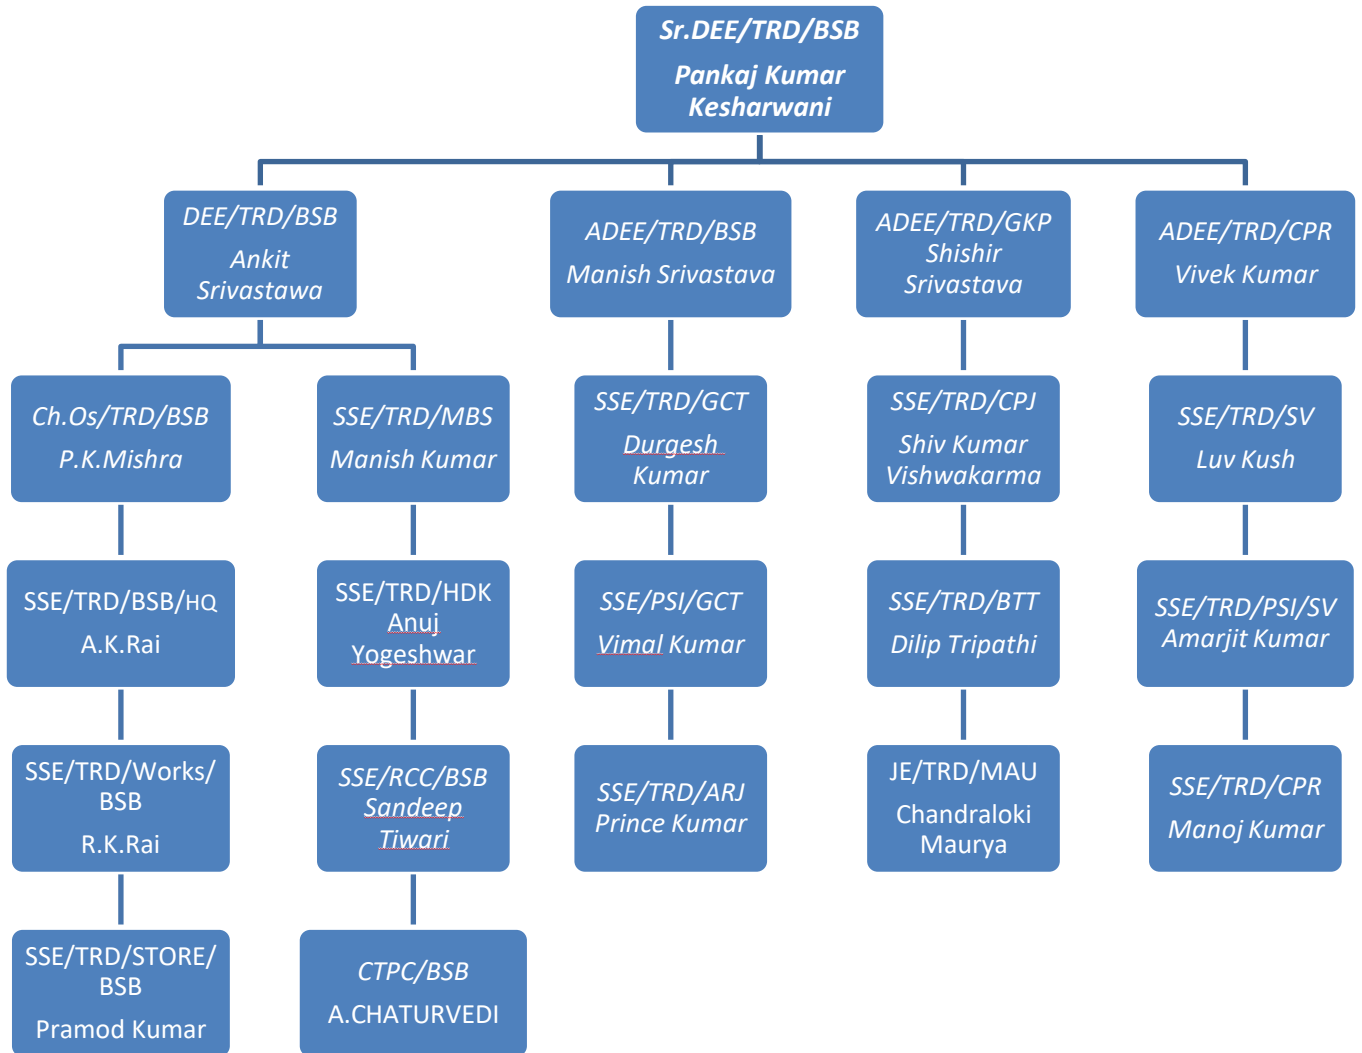 Sr.DEE/TRD/BSB
Pankaj Kumar
Kesharwani
DEE/TRD/BSB
Ankit
Srivastawa
ADEE/TRD/BSB
Manish Srivastava
ADEE/TRD/GKP
Shishir
Srivastava
ADEE/TRD/CPR
Vivek Kumar
Ch.Os/TRD/BSB
P.K.Mishra
SSE/TRD/MBS
Manish Kumar
SSE/TRD/GCT
Durgesh
Kumar
SSE/TRD/CPJ
Shiv Kumar
Vishwakarma
SSE/TRD/SV
Luv Kush
SSE/TRD/BSB/HQ
A.K.Rai
SSE/TRD/HDK
Anuj
Yogeshwar
SSE/PSI/GCT
Vimal Kumar
SSE/TRD/BTT
Dilip Tripathi
SSE/TRD/PSI/SV
Amarjit Kumar
SSE/TRD/Works/
BSB
R.K.Rai
SSE/RCC/BSB
Sandeep
Tiwari
SSE/TRD/ARJ
Prince Kumar
JE/TRD/MAU
Chandraloki
Maurya
SSE/TRD/CPR
Manoj Kumar
SSE/TRD/STORE/
BSB
Pramod Kumar
CTPC/BSB
A.CHATURVEDI